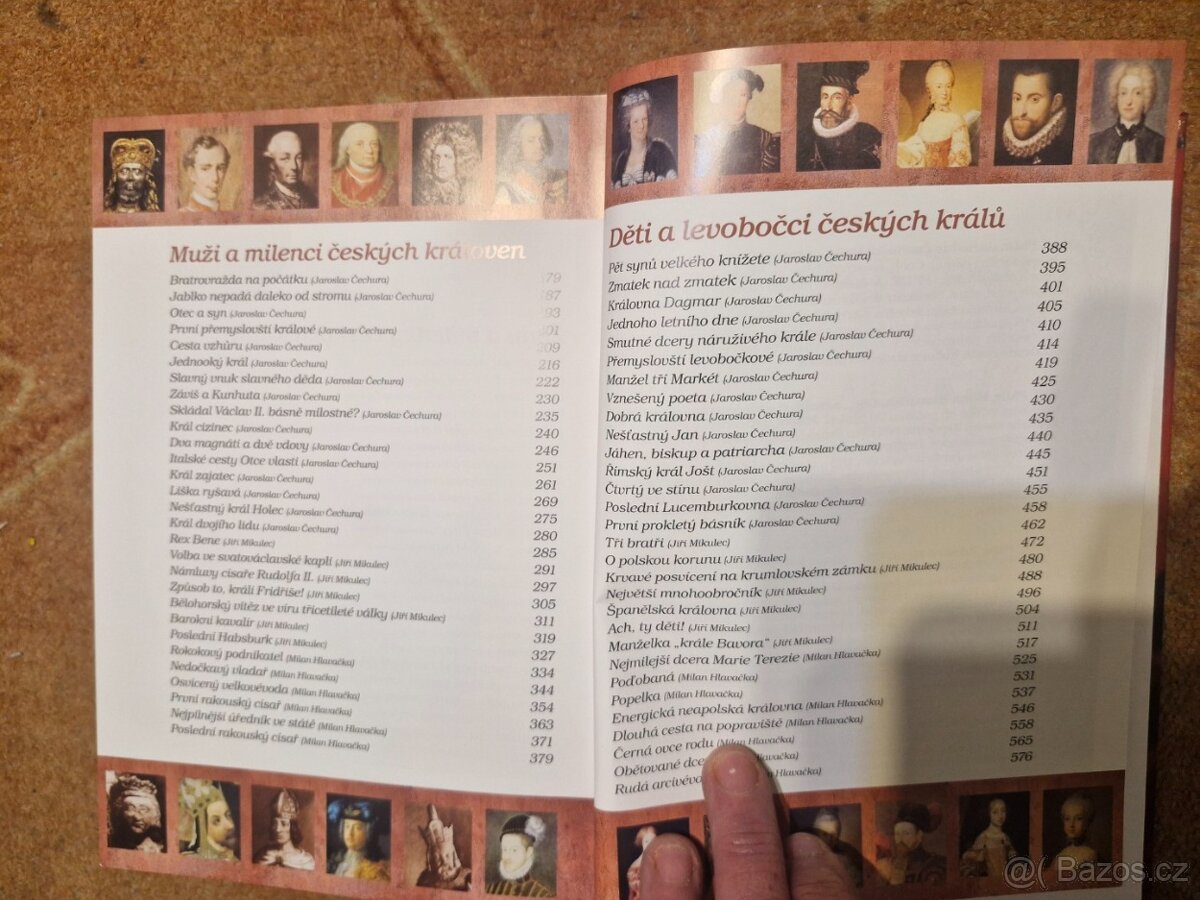 Muži a milenci českých královen
Bratrovražda na počátku (Jaroslav Čechura) 79
Jablko nepadá daleko od stromu (Jaroslav Čechura) 87
Otec a syn (Jaroslav Čechura) 93
První přemyslovští králové (Jaroslav Čechura) 01
Cesta vzhůru (Jaroslav Čechura) 209
Jednooký král (Jaroslav Čechura) 216
Slavný vnuk slavného děda (Jaroslav Čechura) 222
Záviš a Kunhuta (Jaroslav Čechura) 230
Skládal Václav II. básně milostné? (Jaroslav Čechura) 235
Král cizinec (Jaroslav Čechura) 240
Dva magnáti a dvě vdovy (Jaroslav Čechura) 246
Italské cesty Otce vlasti (Jaroslav Čechura) 251
Král zajatec (Jaroslav Čechura) 261
Liška ryšavá (Jaroslav Čechura) 269
Nešťastný král Holec (Jaroslav Čechura) 275
Král dvojího lidu (Jaroslav Čechura) 280
Rex Bene (Jiří Mikulec) 285
Volba ve svatováclavské kapli (Jiří Mikulec) 291
Námluvy císaře Rudolfa II. (Jiří Mikulec) 297
Způsob to, králi Fridřiše! (Jiří Mikulec) 305
Bělohorský vítěz ve víru třicetileté války (Jiří Mikulec) 311
Barokní kavalír (Jiří Mikulec) 319
Poslední Habsburk (Jiří Mikulec) 327
Rokokový podnikatel (Milan Hlavačka) 334
Nedočkavý vladař (Milan Hlavačka) 344
Osvícený velkovévoda (Milan Hlavačka) 354
První rakouský císař (Milan Hlavačka) 363
Nejpilnější úředník ve státě (Milan Hlavačka) 371
Poslední rakouský císař (Milan Hlavačka) 379
Děti a levobočci českých králů
Pět synů velkého knížete (Jaroslav Čechura) 388
Zmatek nad zmatek (Jaroslav Čechura) 395
Královna Dagmar (Jaroslav Čechura) 401
Jednoho letního dne (Jaroslav Čechura) 405
Smutné dcery náruživého krále (Jaroslav Čechura) 410
Přemyslovští levobočkové (Jaroslav Čechura) 414
Manžel tří Markét (Jaroslav Čechura) 419
Vznešený poeta (Jaroslav Čechura) 425
Dobrá královna (Jaroslav Čechura) 430
Nešťastný Jan (Jaroslav Čechura) 435
Jáhen, biskup a patriarcha (Jaroslav Čechura) 440
Římský král Jošt (Jaroslav Čechura) 445
Čtvrtý ve stínu (Jaroslav Čechura) 451
Poslední Lucemburkovna (Jaroslav Čechura) 455
První prokletý básník (Jaroslav Čechura) 458
Tři bratři (Jiří Mikulec) 462
O polskou korunu (Jiří Mikulec) 472
Krvavé posvícení na krumlovském zámku (Jiří Mikulec) 480
Největší mnohoobročník (Jiří Mikulec) 488
Španělská královna (Jiří Mikulec) 496
Ach, ty děti! (Jiří Mikulec) 504
Manželka „krále Bavora“ (Jiří Mikulec) 511
Nejmilejší dcera Marie Terezie (Milan Hlavačka) 517
Poďobaná (Milan Hlavačka) 525
Popelka (Milan Hlavačka) 531
Energická neapolská královna (Milan Hlavačka) 537
Dlouhá cesta na popraviště (Milan Hlavačka) 546
Černá ovce rodu (Milan Hlavačka) 558
Obětované dce Hlavačka) 565
Rudá arcivévo n Hlavačka) 576
@( Bazos.cz